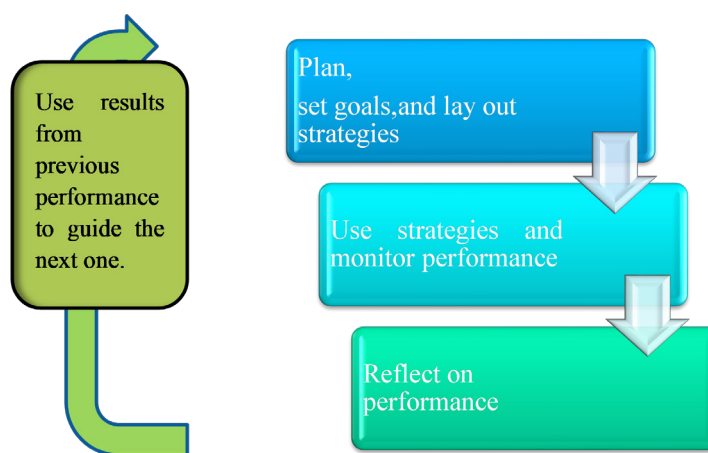 Use results
from
previous
performance
to guide the
next one.
Plan,
set goals,and lay out
strategies
Use strategies and
monitor performance
Reflect on
performance